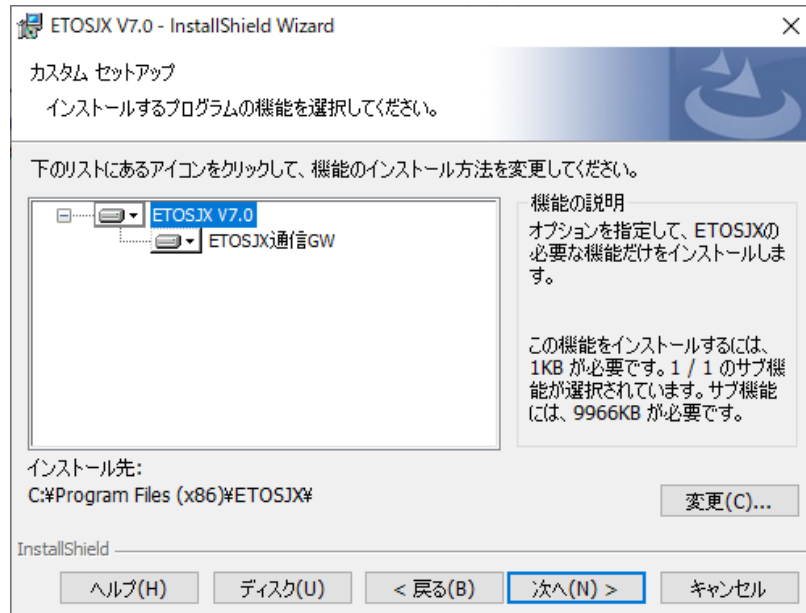 ETOSJX V7.0 - InstallShield Wizard
カスタム セットアップ
インストールするプログラムの機能を選択してください。
下のリストにあるアイコンをクリックして、機能のインストール方法を変更してください。
ETOSJX V7.0
ETOSJX通信GW
機能の説明
オプションを指定して、ETOSJXの
必要な機能だけをインストールしま
す。
この機能をインストールするには、
1KB が必要です。1 / 1 のサブ機
能が選択されています。サブ機能
には、9966KB が必要です。
インストール先:
C:¥Program Files (x86)¥ETOSJX¥
変更(C)...
InstallShield
ヘルプ(H)
ディスク(U)
< 戻る(B)
次へ(N) >
キャンセル